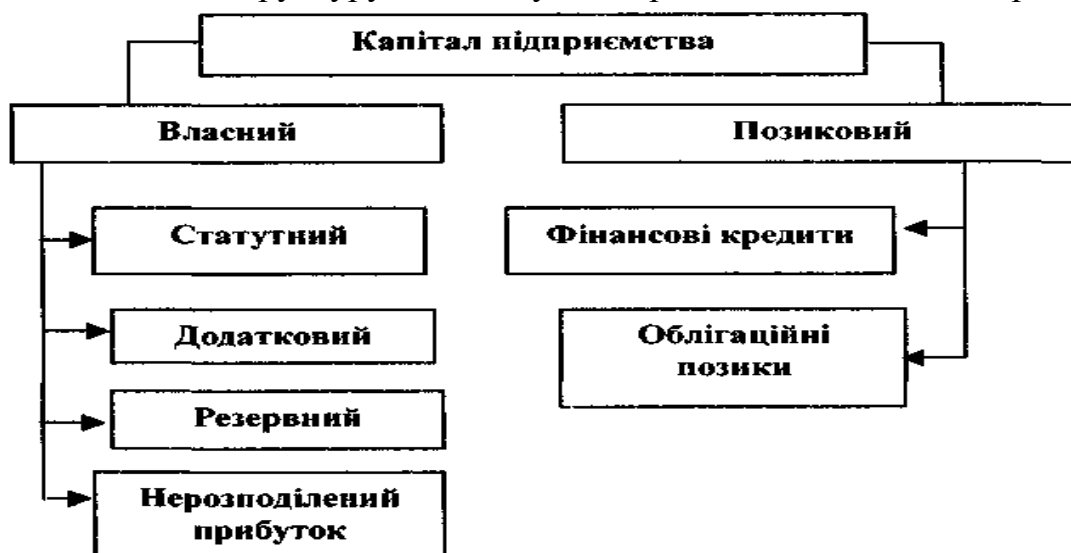 Капітал підприємства
Власний
Позиковий
Статутний
Фінансові кредити
Додатковий
Облігаційні
позики
Резервний
Нерозподілений
прибуток